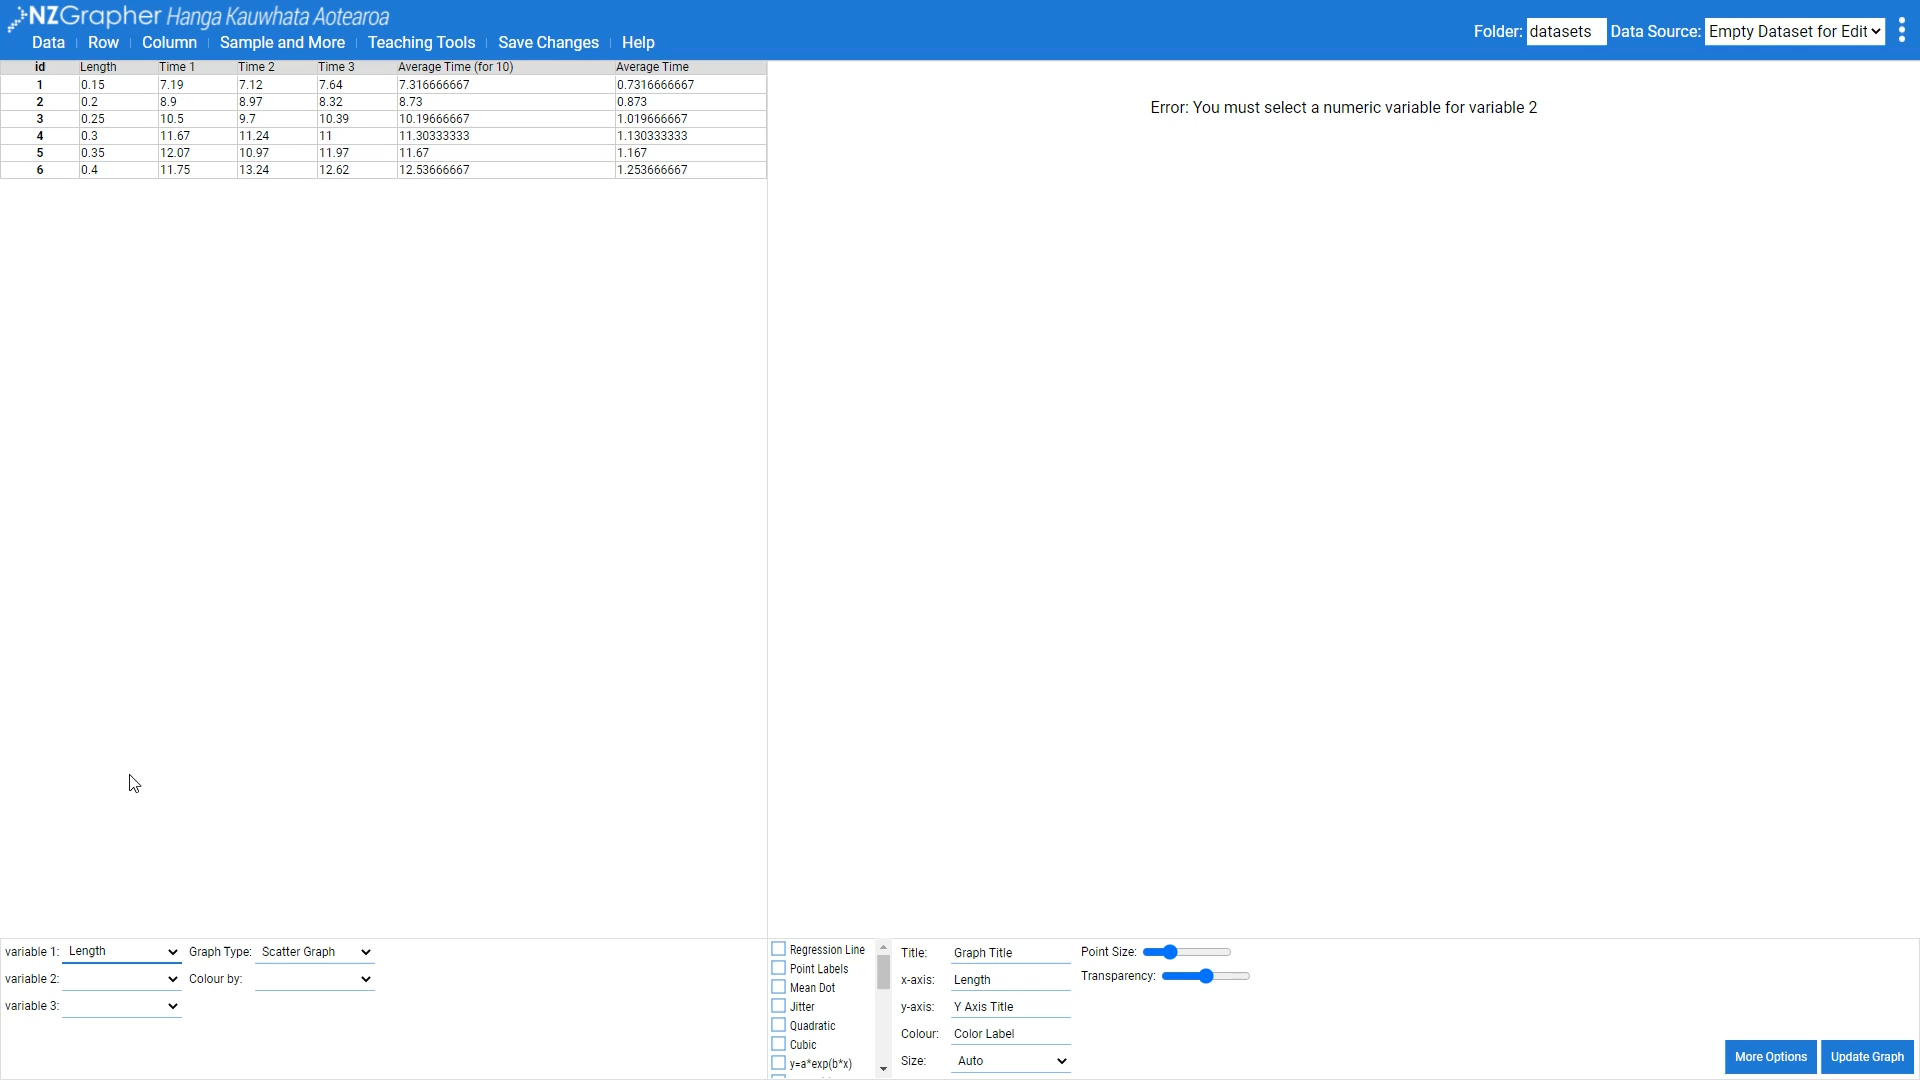 NZGrapher Hanga Kauwhata Aotearoa
Data Row Column Sample and More Teaching Tools Save Changes Help
Folder: datasets Data Source: Empty Dataset for Edit
id Length Time 1 Time 2 Time 3 Average Time (for 10) Average Time
1 0.15 7.19 7.12 7.64 7.316666667 0.7316666667
2 0.2 8.9 8.97 8.32 8.73 0.873
3 0.25 10.5 9.7 10.39 10.19666667 1.019666667
4 0.3 11.67 11.24 11 11.30333333 1.130333333
5 0.35 12.07 10.97 11.97 11.67 1.167
6 0.4 11.75 13.24 12.62 12.53666667 1.253666667
Error: You must select a numeric variable for variable 2
variable 1: Length Graph Type: Scatter Graph
variable 2: Colour by:
variable 3:
Regression Line
Point Labels
Mean Dot
Jitter
Quadratic
Cubic
y=a*exp(b*x)
Title: Graph Title
x-axis: Length
y-axis: Y Axis Title
Colour: Color Label
Size: Auto
Point Size:
Transparency:
More Options Update Graph